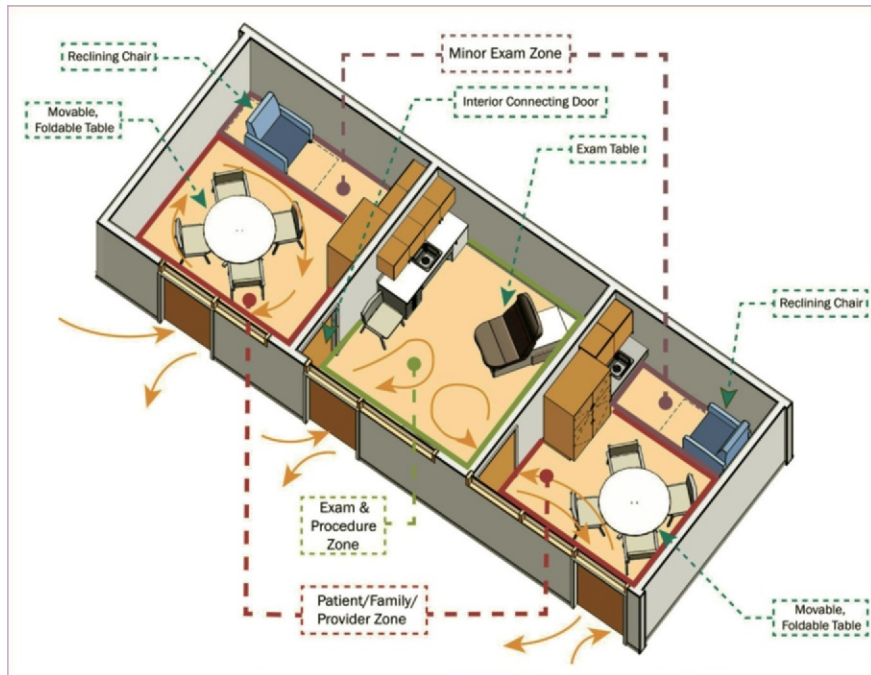 Reclining Chair
Minor Exam Zone
Interior Connecting Door
Movable,
Foldable Table
Exam Table
Reclining Chair
Exam &
Procedure
Zone
Patient/Family/
Provider Zone
Movable,
Foldable Table